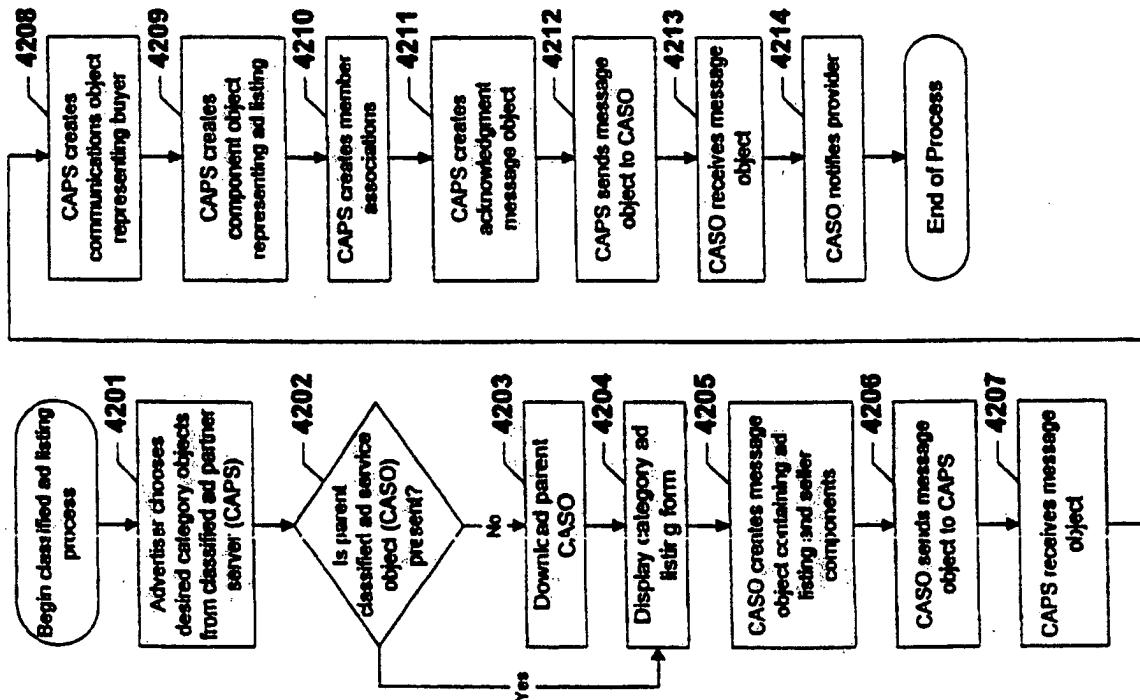 Begin classified ad listing
process
4201
Advertiser chooses
desired category objects
from classified ad partner
server (CAPS)
4202
Is parent
classified ad service
object (CASO)
present?
Yes
No
4203
Download parent
CASO
4204
Display category ad
listing form
4205
CASO creates message
object containing ad
listing and seller
components
4206
CASO sends message
object to CAPS
4207
CAPS receives message
object
4208
CAPS creates
communications object
representing buyer
4209
CAPS creates
component object
representing ad listing
4210
CAPS creates member
associations
4211
CAPS creates
acknowledgment
message object
4212
CAPS sends message
object to CASO
4213
CASO receives message
object
4214
CASO notifies provider
End of Process